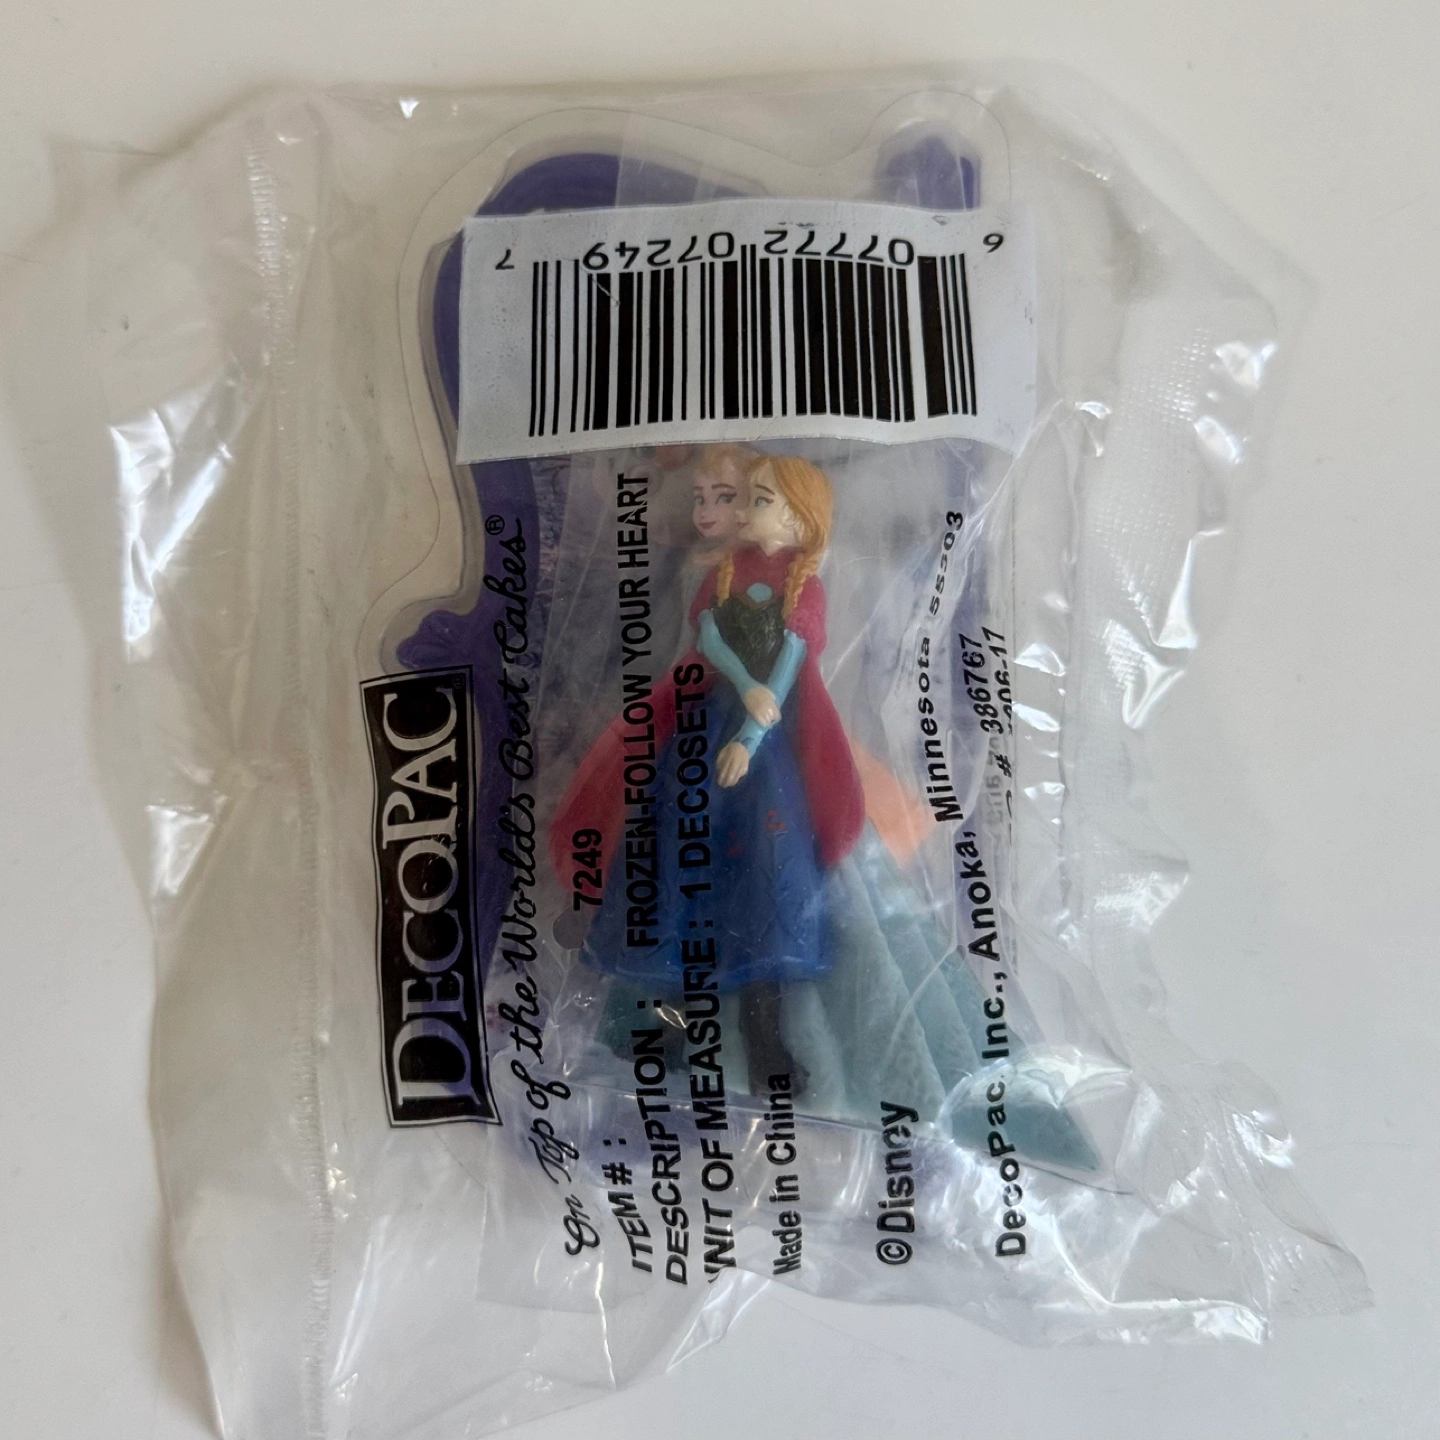 6 07772 07249 7
DECOPAC
On Top of the World's Best Cakes®
ITEM# : 7249
DESCRIPTION : FROZEN-FOLLOW YOUR HEART
UNIT OF MEASURE : 1 DECOSETS
Made in China
©Disney
DecoPac, Inc., Anoka, Minnesota 55303
# 386767